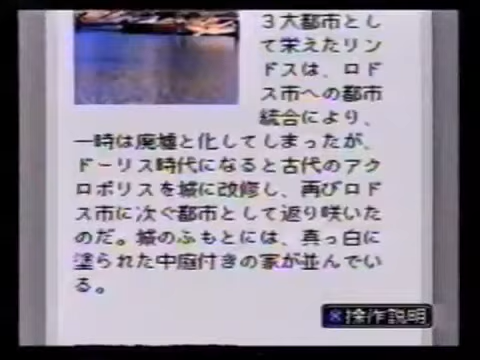 ３大都市とし
て栄えたリン
ドスは、ロド
ス市への都市
統合により、
一時は廃墟と化してしまったが、
ドーリス時代になると古代のアク
ロポリスを城に改修し、再びロド
ス市に次ぐ都市として返り咲いた
のだ。城のふもとには、真っ白に
塗られた中庭付きの家が並んでい
る。
※操作説明